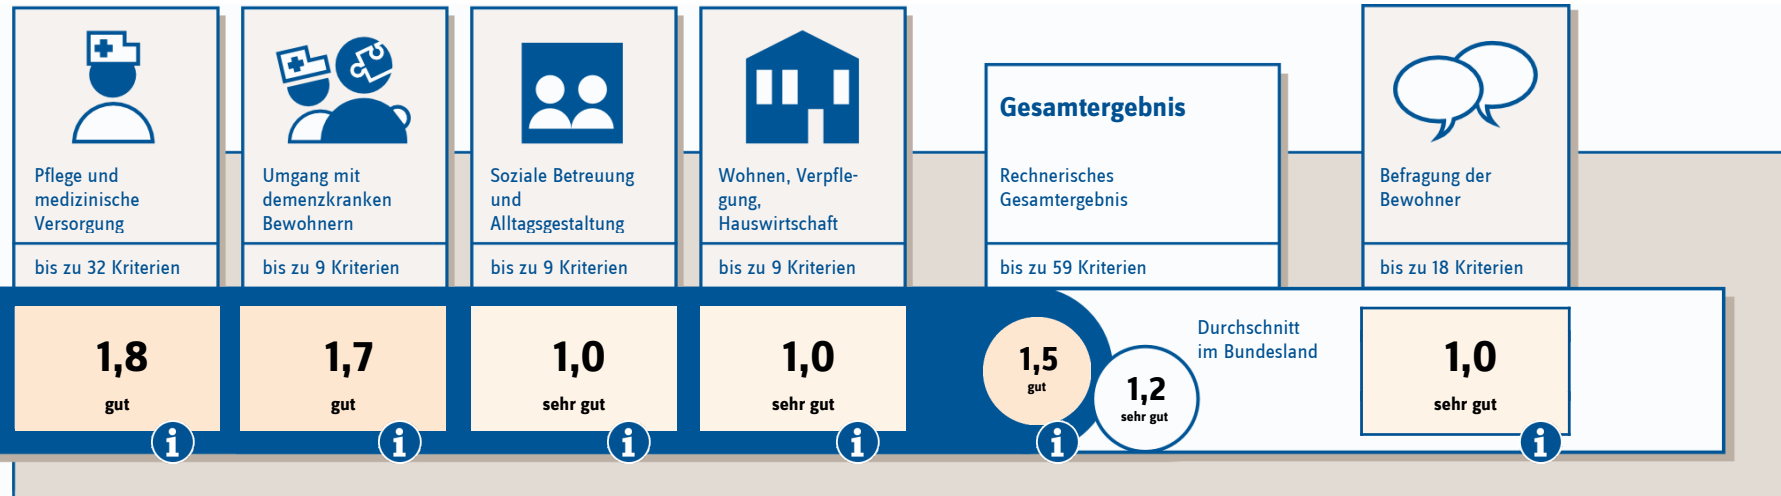 Pflege und
medizinische
Versorgung
bis zu 32 Kriterien
1,8
gut
i
Umgang mit
demenzkranken
Bewohnern
bis zu 9 Kriterien
1,7
gut
i
Soziale Betreuung
und
Alltagsgestaltung
bis zu 9 Kriterien
1,0
sehr gut
i
Wohnen, Verpfle-
gung,
Hauswirtschaft
bis zu 9 Kriterien
1,0
sehr gut
i
Gesamtergebnis
Rechnerisches
Gesamtergebnis
bis zu 59 Kriterien
1,5
gut
i
1,2
sehr gut
Durchschnitt
im Bundesland
Befragung der
Bewohner
bis zu 18 Kriterien
1,0
sehr gut
i